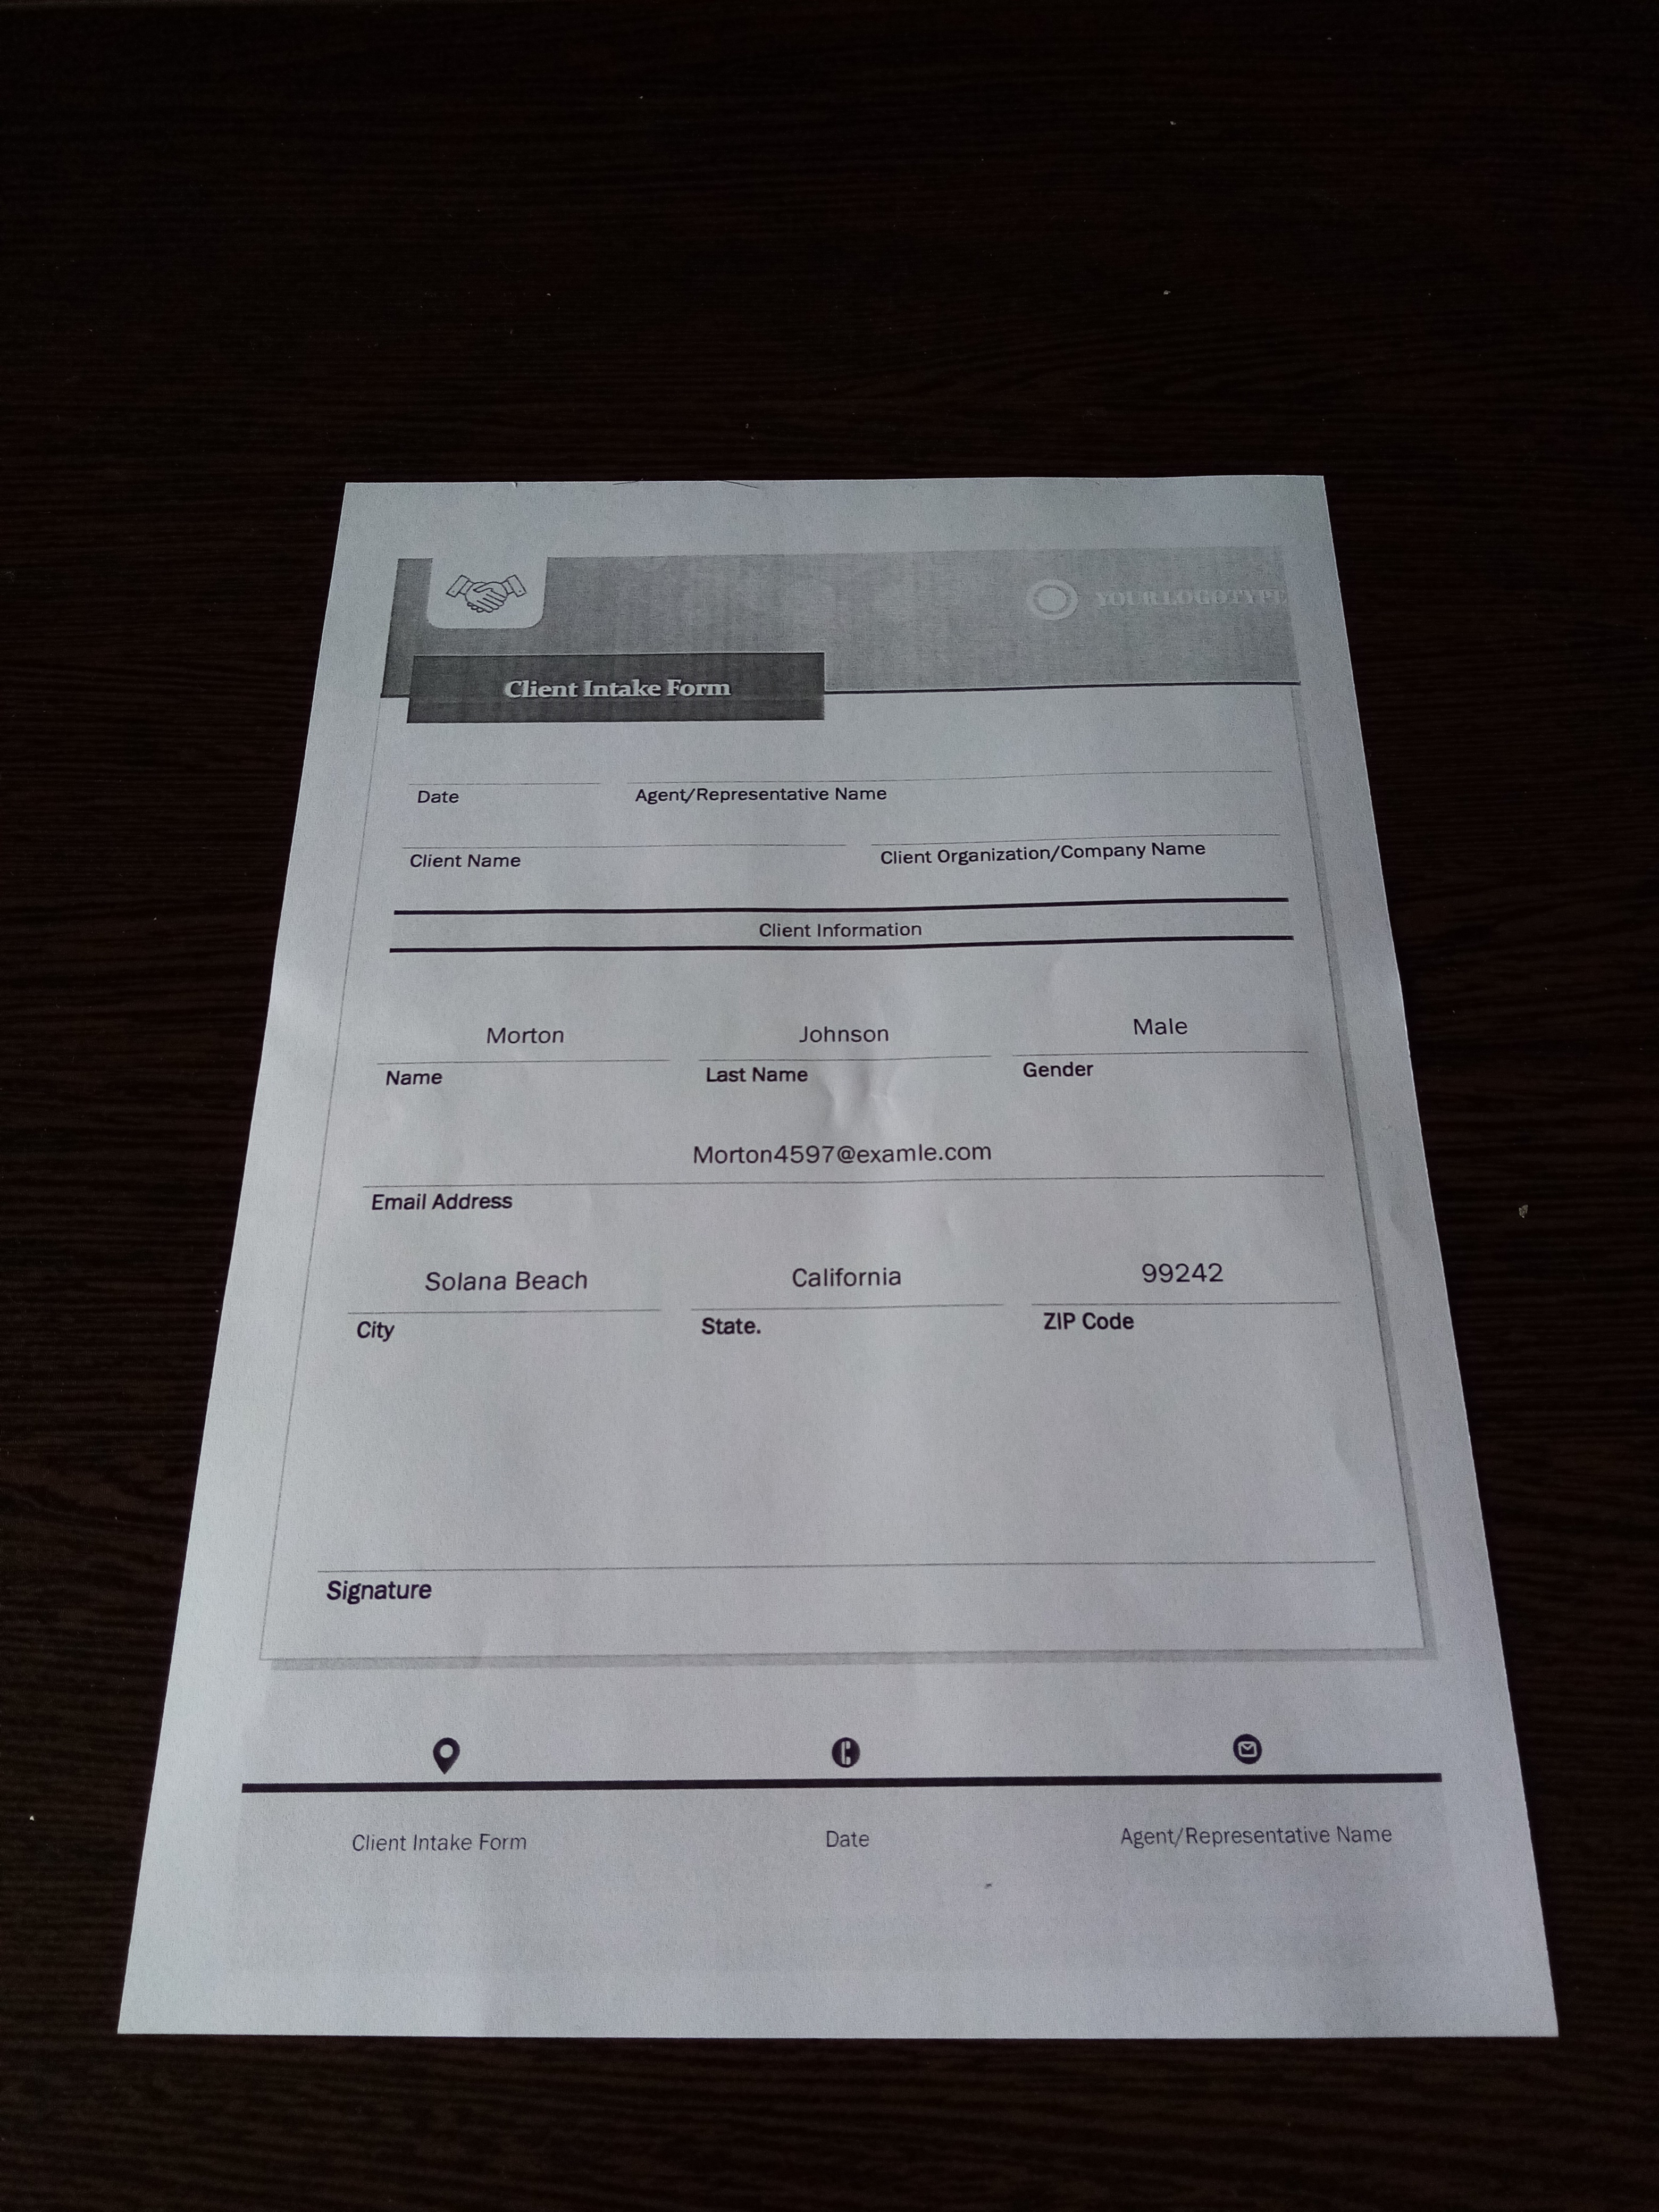 YOUR LOGOTYPE
Client Intake Form
Date Agent/Representative Name
Client Name Client Organization/Company Name
Client Information
Morton Johnson Male
Name Last Name Gender
Morton4597@examle.com
Email Address
Solana Beach California 99242
City State. ZIP Code
Signature
Client Intake Form Date Agent/Representative Name